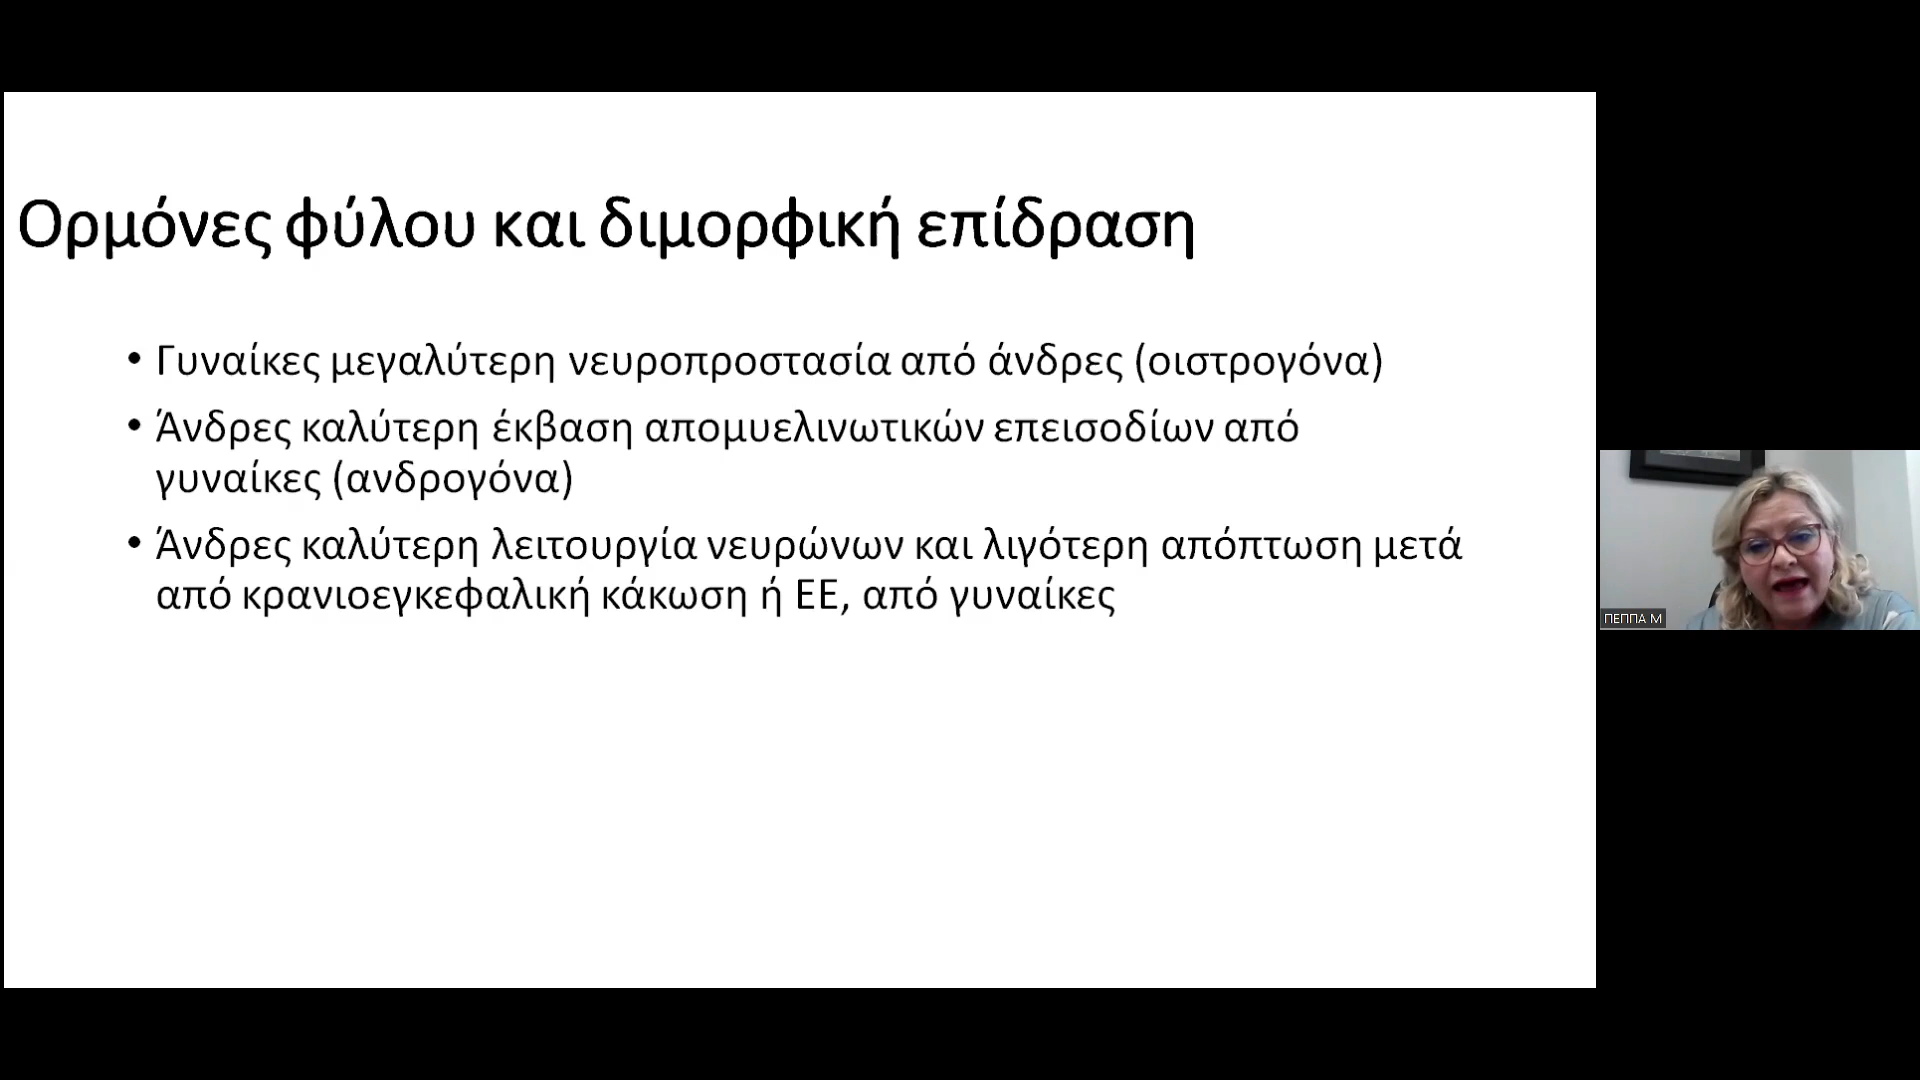 Ορμόνες φύλου και διμορφική επίδραση
• Γυναίκες μεγαλύτερη νευροπροστασία από άνδρες (οιστρογόνα)
• Άνδρες καλύτερη έκβαση απομυελινωτικών επεισοδίων από
γυναίκες (ανδρογόνα)
• Άνδρες καλύτερη λειτουργία νευρώνων και λιγότερη απόπτωση μετά
από κρανιοεγκεφαλική κάκωση ή ΕΕ, από γυναίκες
ΠΕΠΠΑ Μ